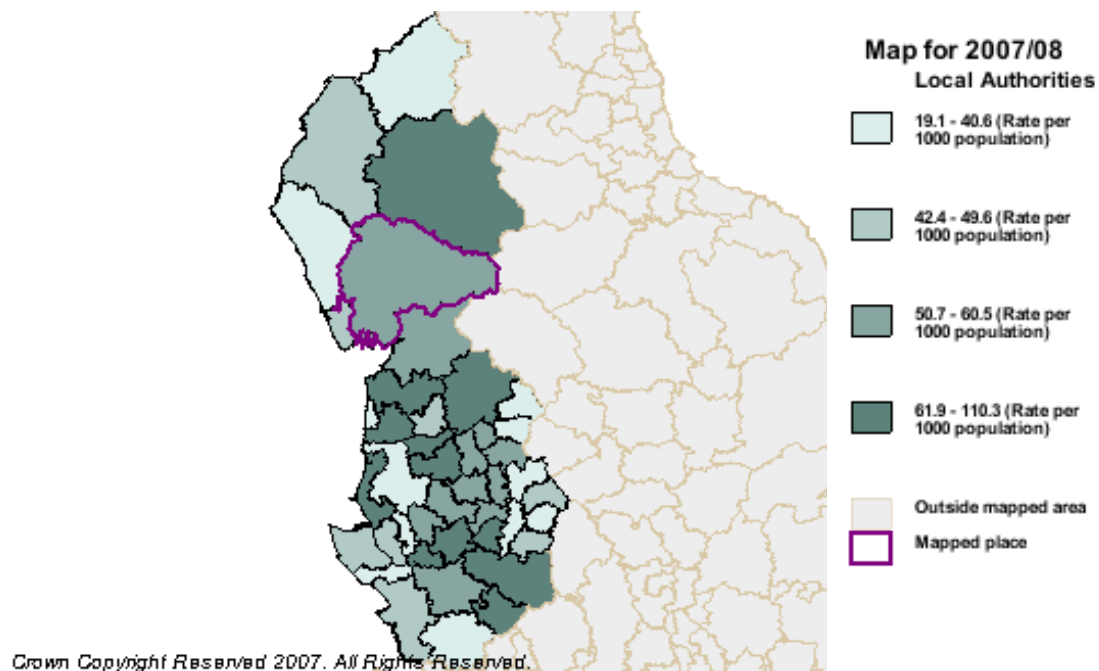 Map for 2007/08
Local Authorities
19.1 - 40.6 (Rate per
1000 population)
42.4 - 49.6 (Rate per
1000 population)
50.7 - 60.5 (Rate per
1000 population)
61.9 - 110.3 (Rate per
1000 population)
Outside mapped area
Mapped place
Crown Copyright Reserved 2007. All Rights Reserved.